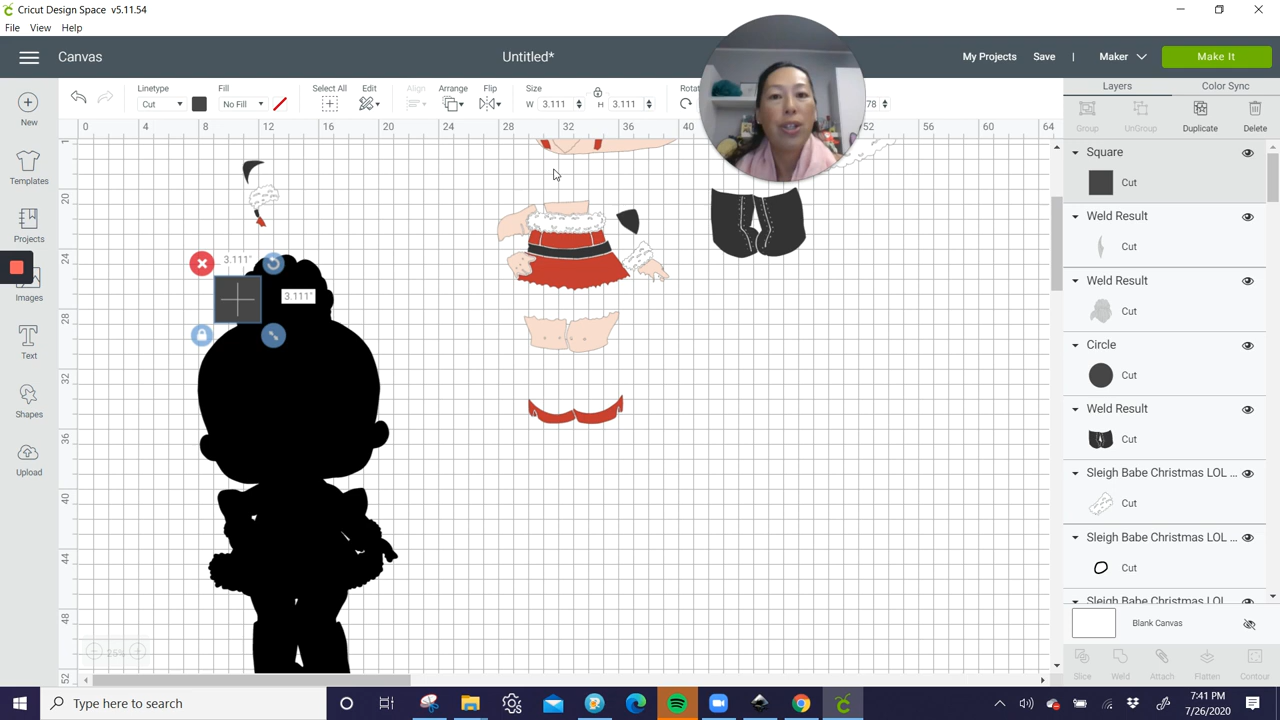 Cricut Design Space v5.11.54
File View Help
Canvas
Untitled*
My Projects Save | Maker Make It
Linetype Fill Select All Edit Align Arrange Flip Size Rotat
Cut No Fill W 3.111 H 3.111 78
Layers Color Sync
Group UnGroup Duplicate Delete
0 4 8 12 16 20 24 28 32 36 40 52 56 60 64
20
24
28
32
36
40
44
48
52
New
Templates
Projects
Images
Text
Shapes
Upload
3.111"
3.111"
26%
Square
Cut
Weld Result
Cut
Weld Result
Cut
Circle
Cut
Weld Result
Cut
Sleigh Babe Christmas LOL ...
Cut
Sleigh Babe Christmas LOL ...
Cut
Sleigh Babe Christmas LOL
Blank Canvas
Slice Weld Attach Flatten Contour
Type here to search
7:41 PM
7/26/2020